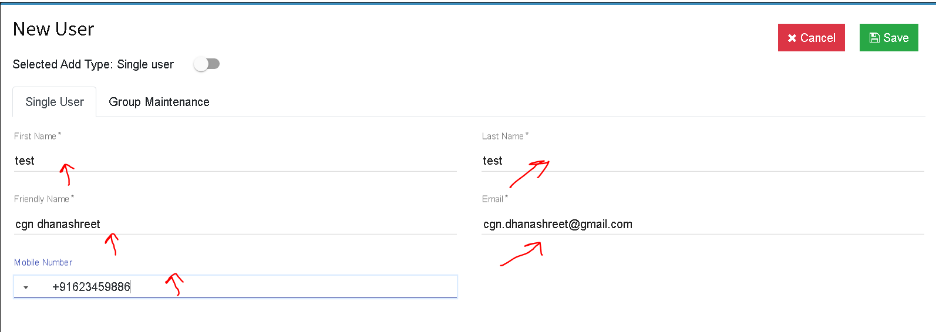 New User
✖ Cancel
Save
Selected Add Type: Single user
Single User
Group Maintenance
First Name*
Last Name*
test
test
Friendly Name*
Email*
cgn dhanashreet
cgn.dhanashreet@gmail.com
Mobile Number
+91623459886